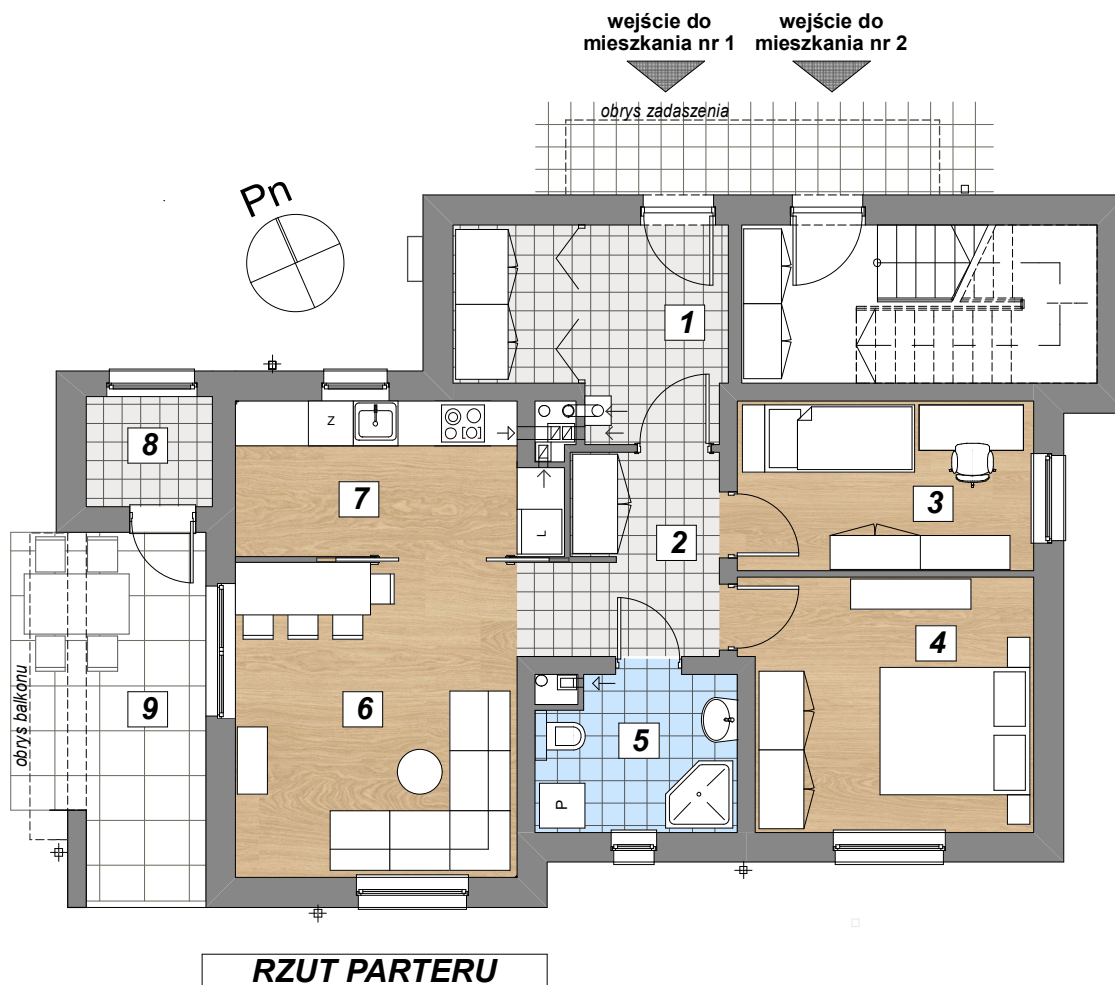 wejście do
mieszkania nr 1
wejście do
mieszkania nr 2
obrys zadaszenia
Pn
1
2
3
4
5
6
7
8
9
Z
L
P
obrys balkonu
RZUT PARTERU